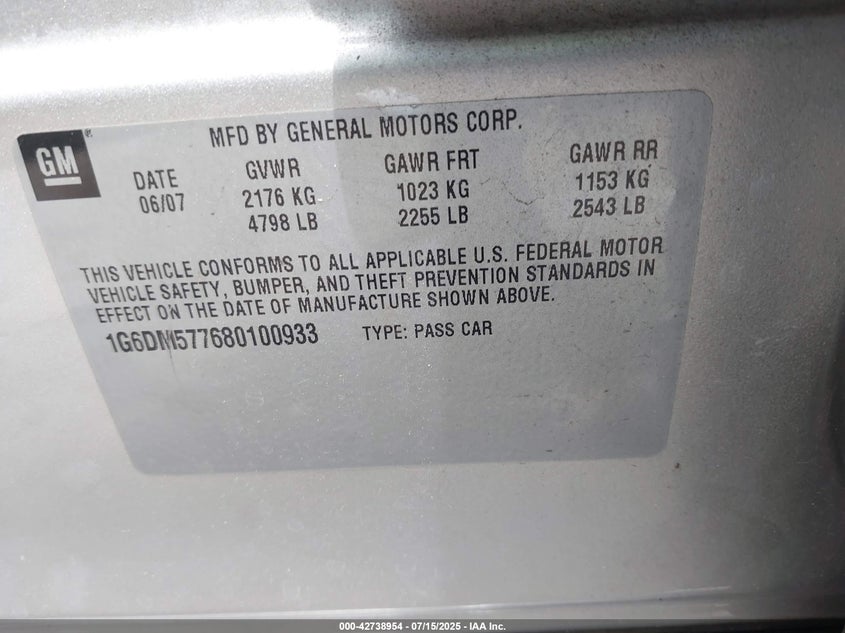 GM
MFD BY GENERAL MOTORS CORP.
DATE GVWR GAWR FRT GAWR RR
06/07 2176 KG 1023 KG 1153 KG
4798 LB 2255 LB 2543 LB
THIS VEHICLE CONFORMS TO ALL APPLICABLE U.S. FEDERAL MOTOR
VEHICLE SAFETY, BUMPER, AND THEFT PREVENTION STANDARDS IN
EFFECT ON THE DATE OF MANUFACTURE SHOWN ABOVE.
1G6DM577680100933 TYPE: PASS CAR
000-42738954 - 07/15/2025 - IAA Inc.